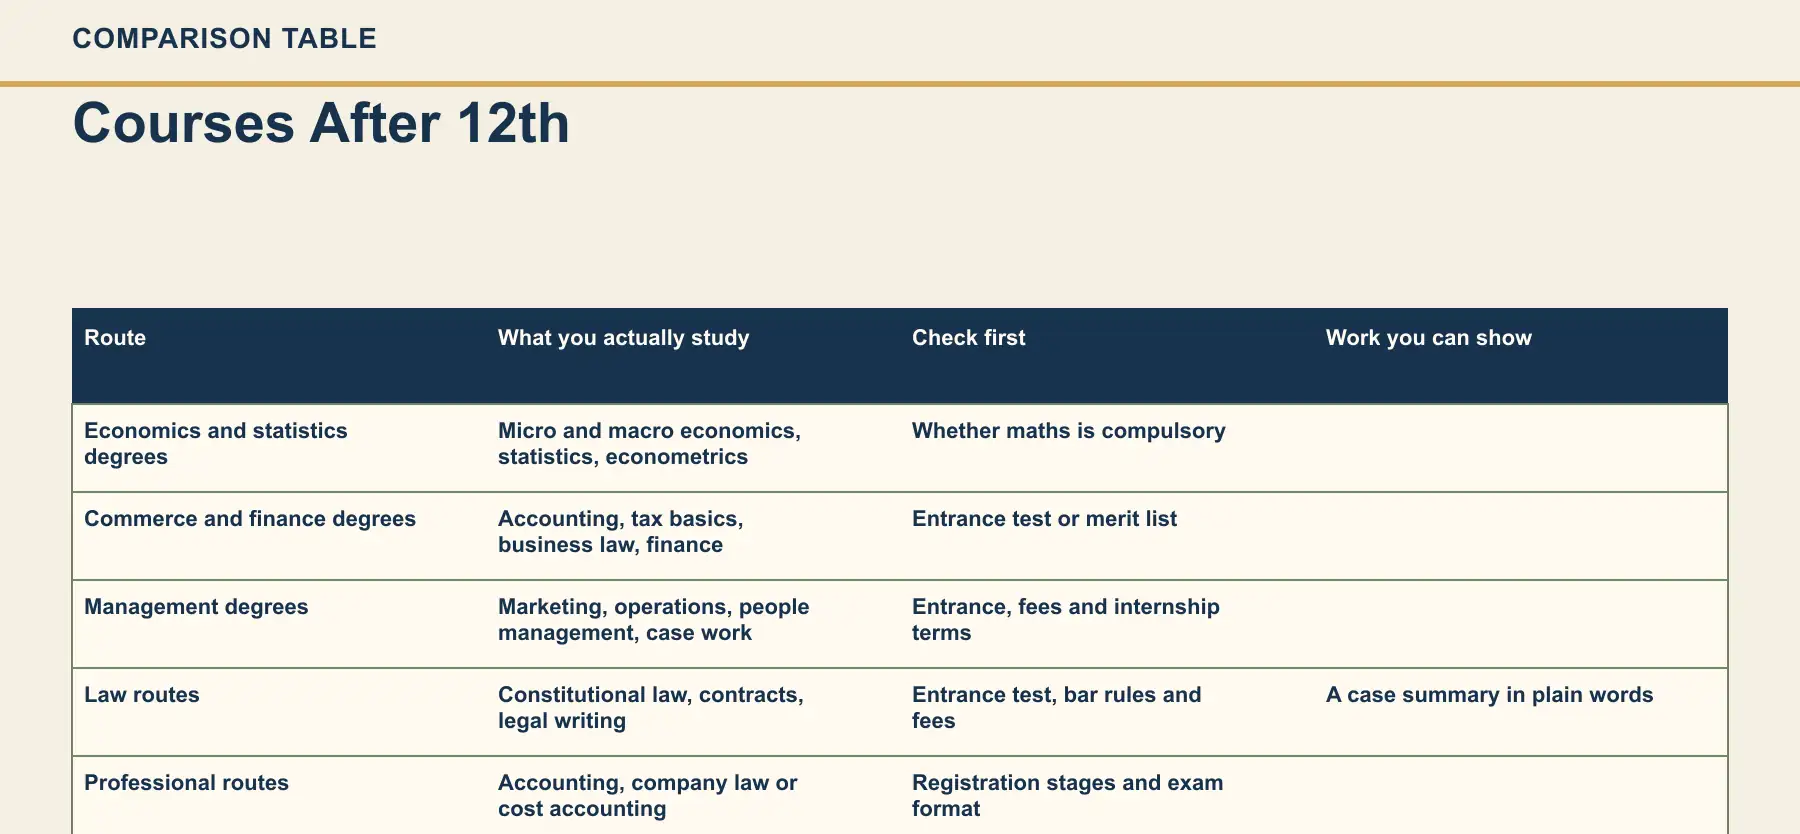 COMPARISON TABLE
Courses After 12th
Route
What you actually study
Check first
Work you can show
Economics and statistics
degrees
Micro and macro economics,
statistics, econometrics
Whether maths is compulsory
Commerce and finance degrees
Accounting, tax basics,
business law, finance
Entrance test or merit list
Management degrees
Marketing, operations, people
management, case work
Entrance, fees and internship
terms
Law routes
Constitutional law, contracts,
legal writing
Entrance test, bar rules and
fees
A case summary in plain words
Professional routes
Accounting, company law or
cost accounting
Registration stages and exam
format